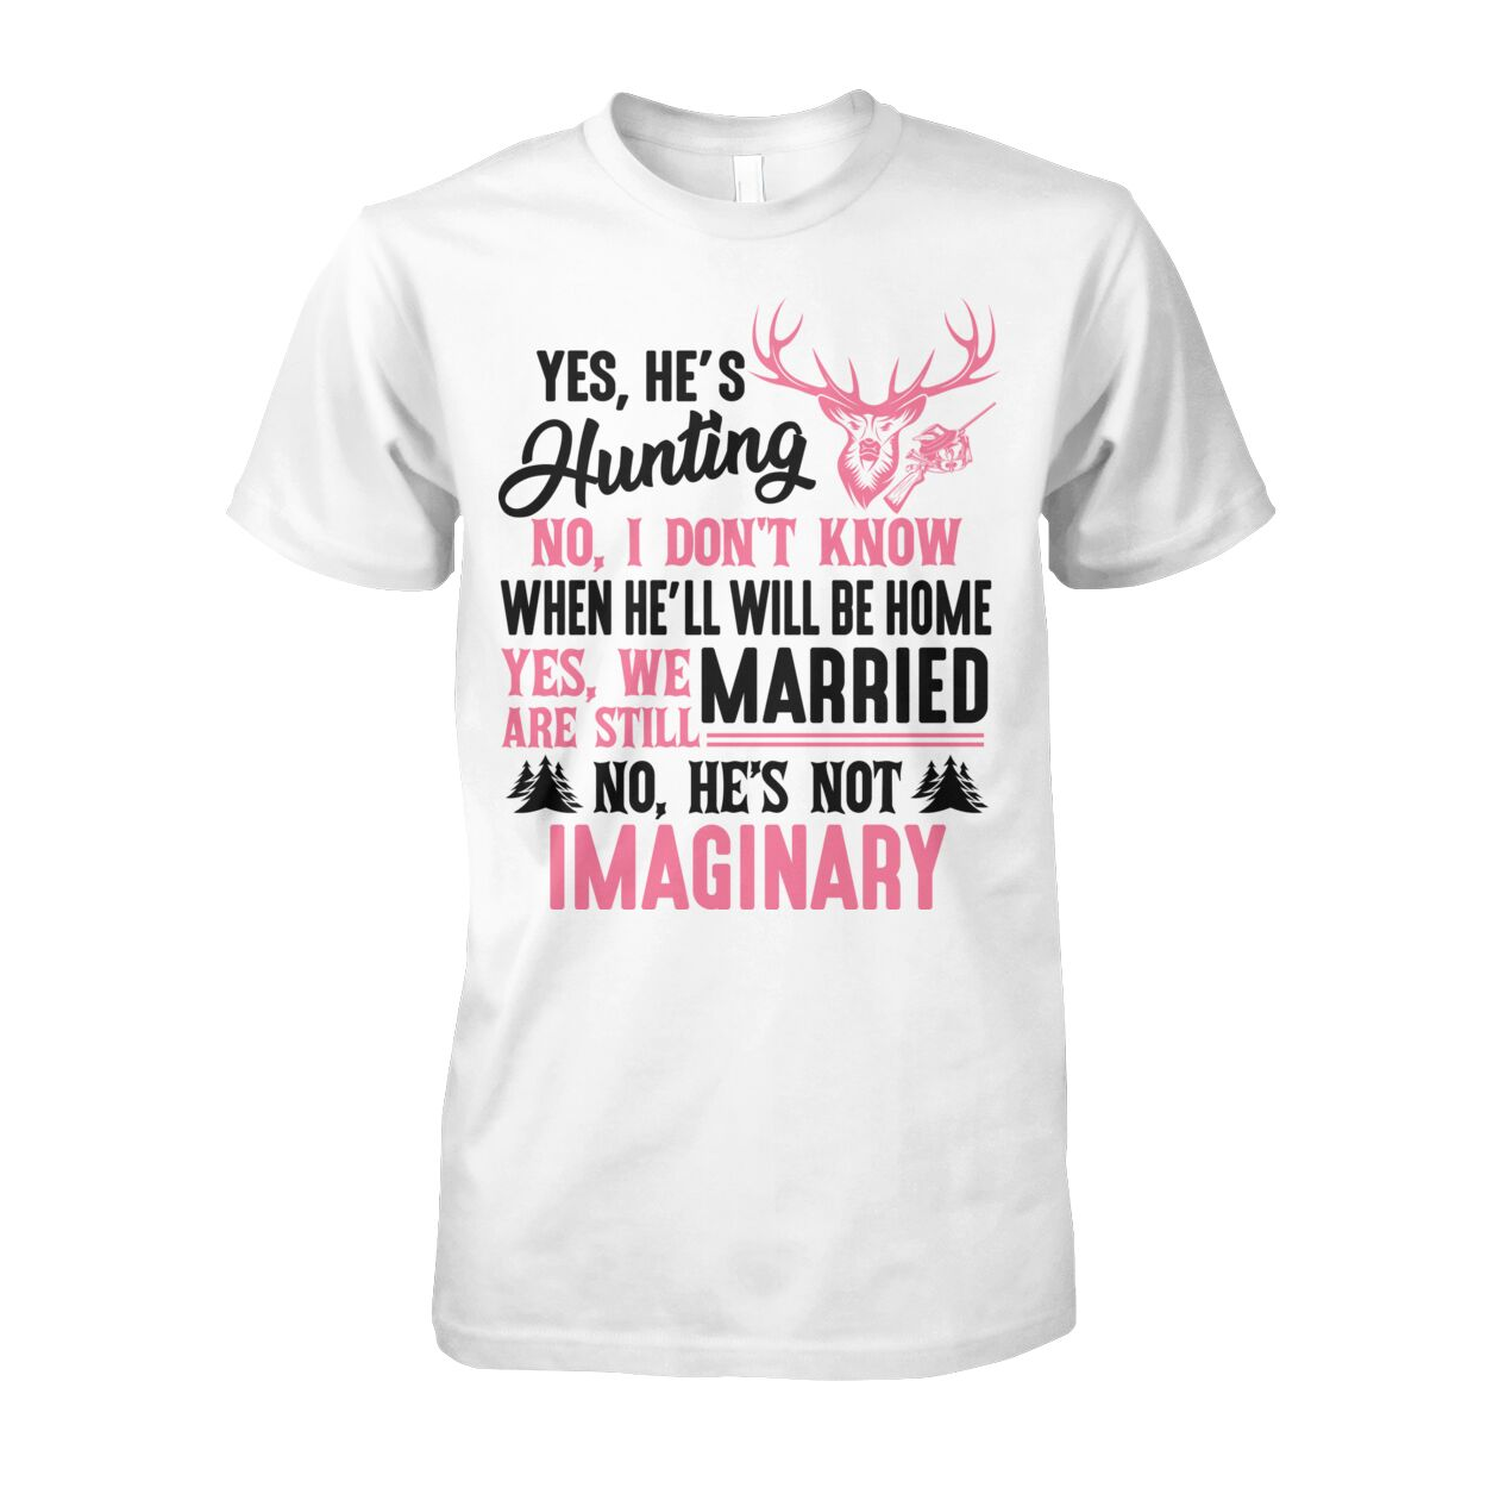 YES, HE'S
Hunting
NO, I DON'T KNOW
WHEN HE'LL WILL BE HOME
YES, WE
ARE STILL
MARRIED
NO, HE'S NOT
IMAGINARY